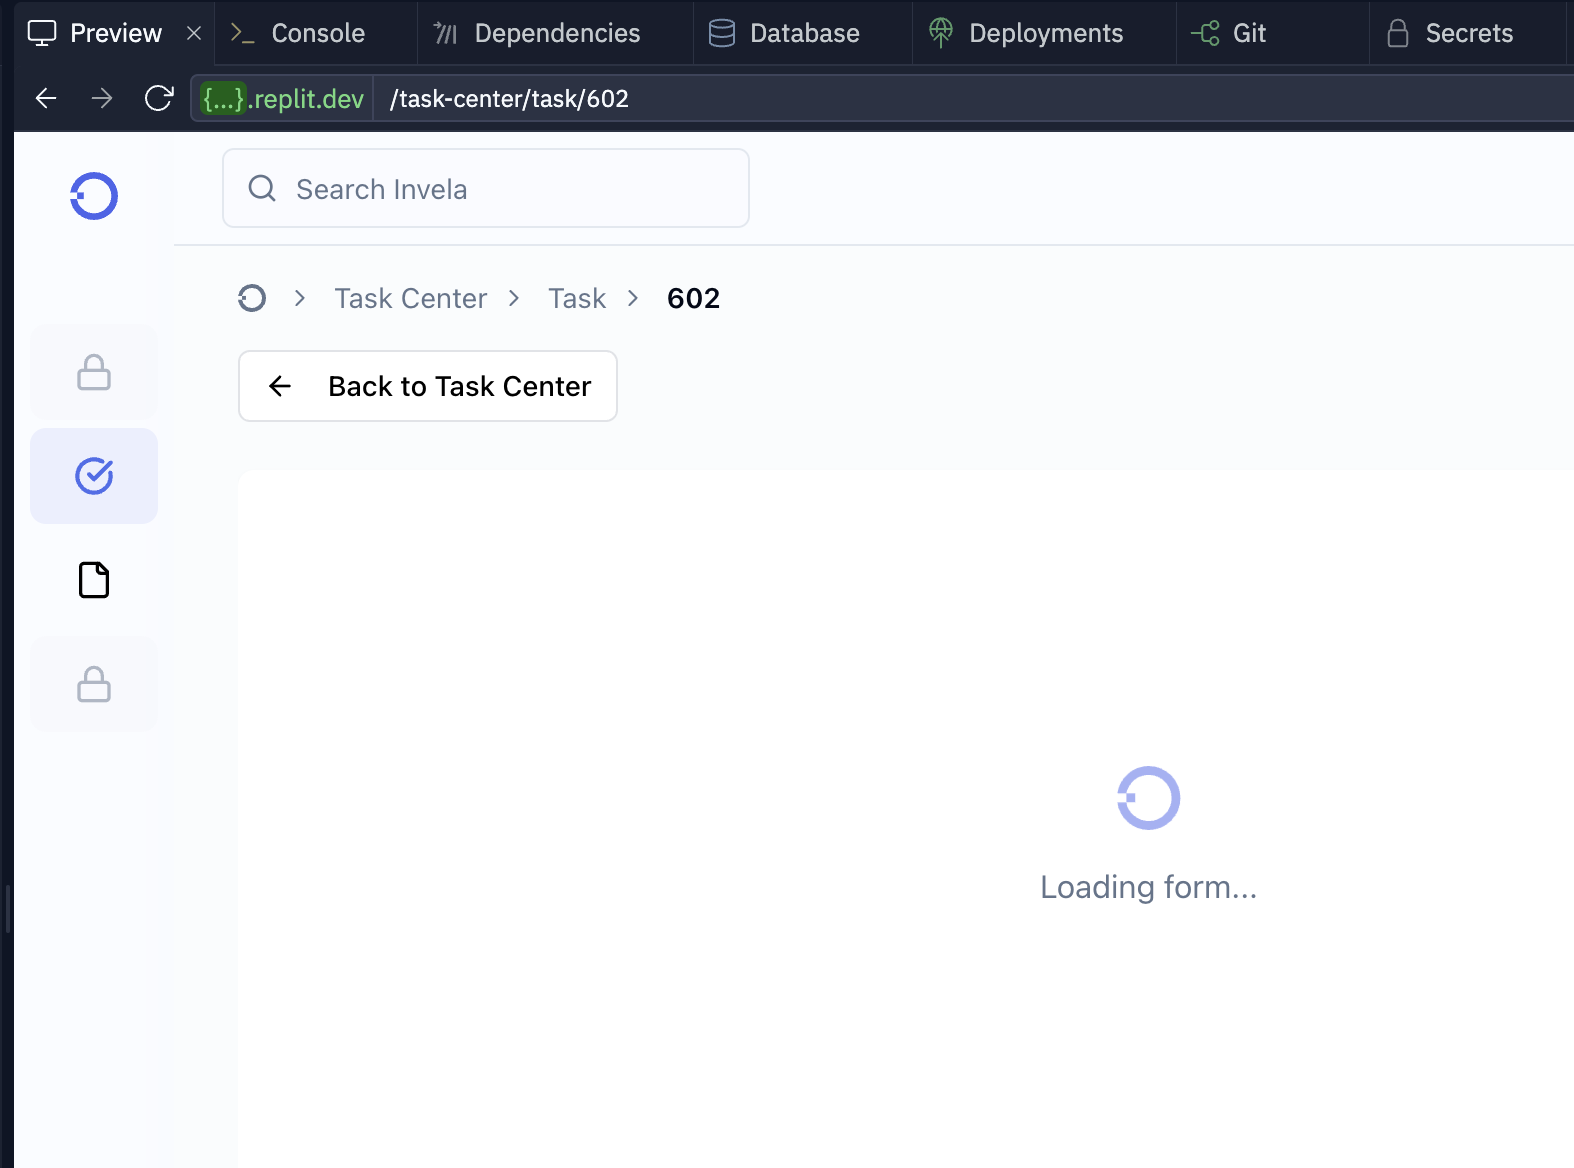 Preview Console Dependencies Database Deployments Git Secrets
{...}.replit.dev /task-center/task/602
Search Invela
Task Center Task 602
Back to Task Center
Loading form...